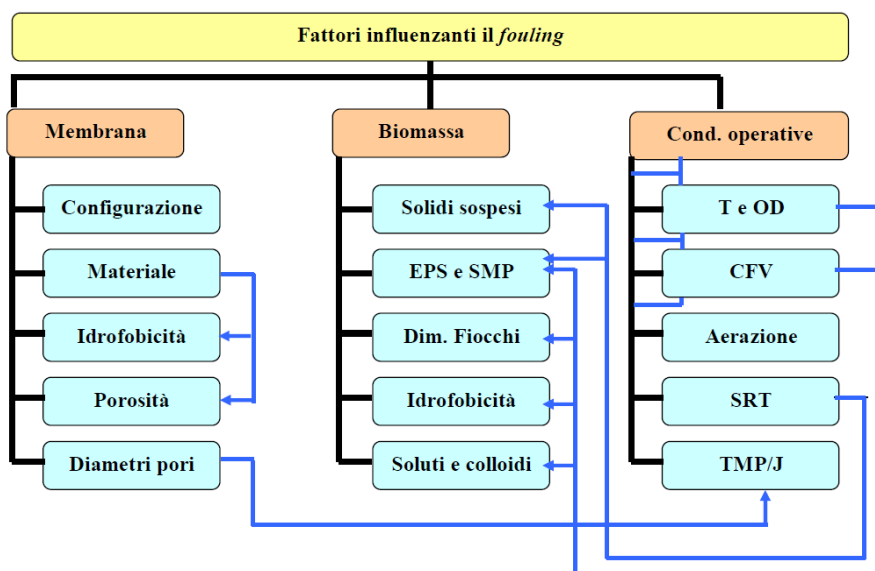 Fattori influenzanti il fouling
Membrana
Biomassa
Cond. operative
Configurazione
Solidi sospesi
T e OD
Materiale
EPS e SMP
CFV
Idrofobicità
Dim. Fiocchi
Aerazione
Porosità
Idrofobicità
SRT
Diametri pori
Soluti e colloidi
TMP/J